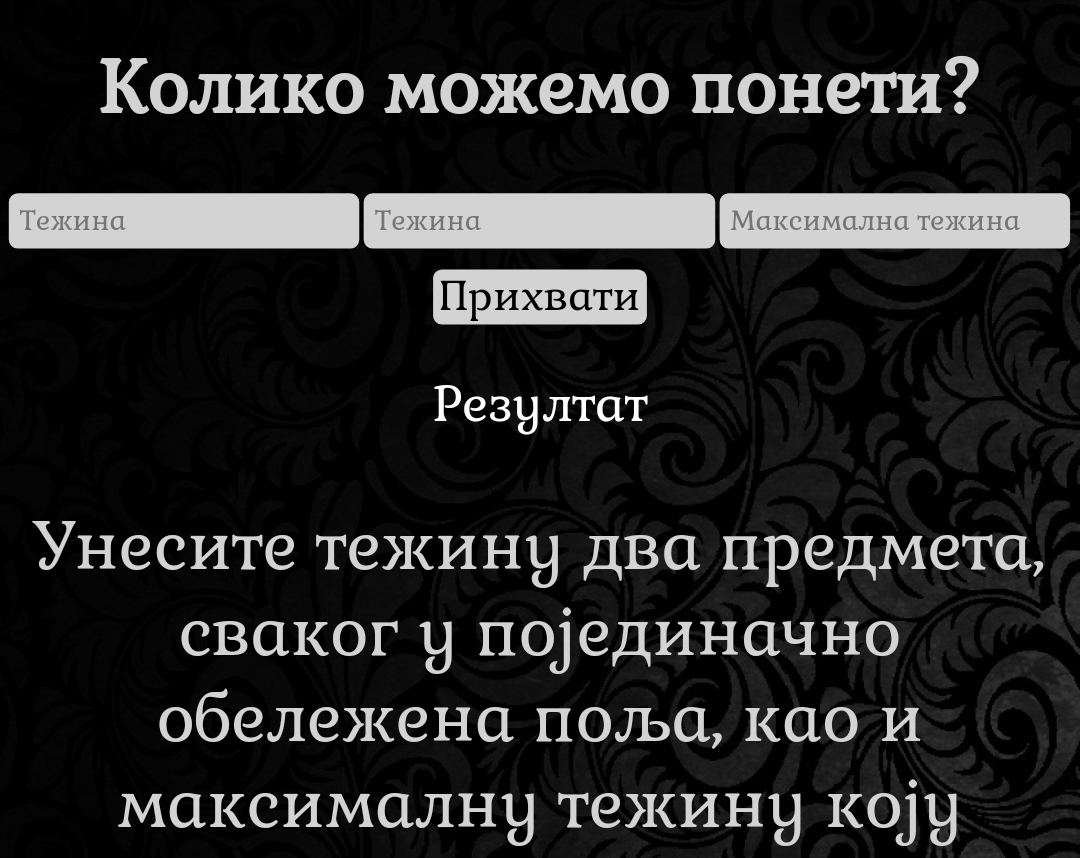 Колико можемо понети?
Тежина Тежина Максимална тежина
Прихвати
Резултат
Унесите тежину два предмета,
сваког у појединачно
обележена поља, као и
максималну тежину коју